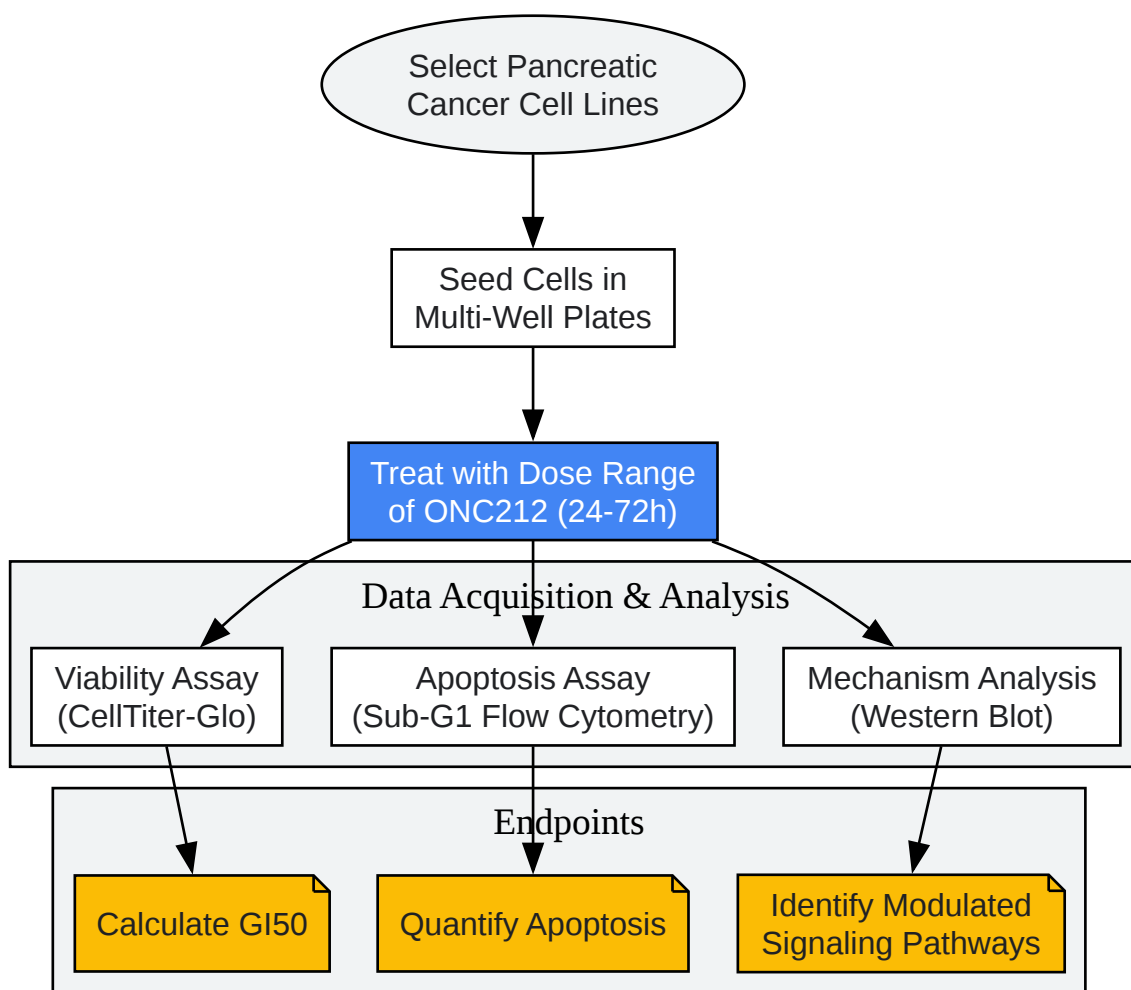 Select Pancreatic
Cancer Cell Lines
Seed Cells in
Multi-Well Plates
Treat with Dose Range
of ONC212 (24-72h)
Data Acquisition & Analysis
Viability Assay
(CellTiter-Glo)
Apoptosis Assay
(Sub-G1 Flow Cytometry)
Mechanism Analysis
(Western Blot)
Endpoints
Calculate GI50
Quantify Apoptosis
Identify Modulated
Signaling Pathways